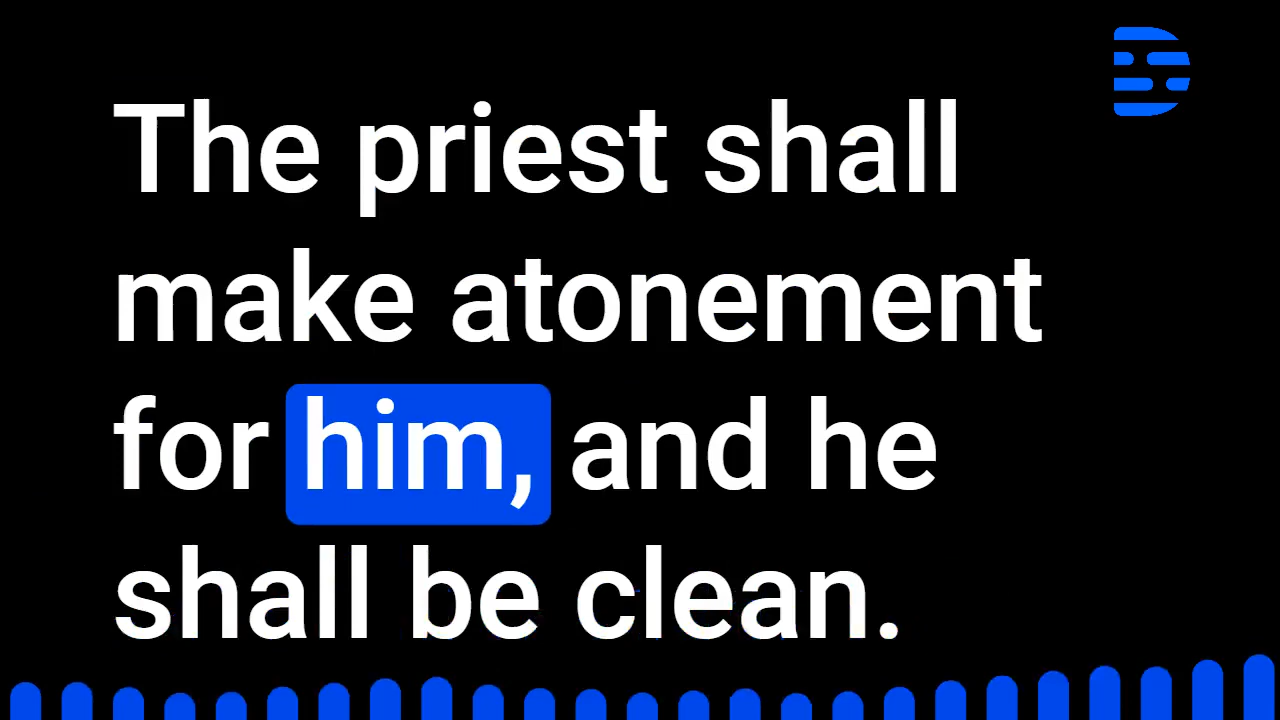 The priest shall
make atonement
for him, and he
shall be clean.